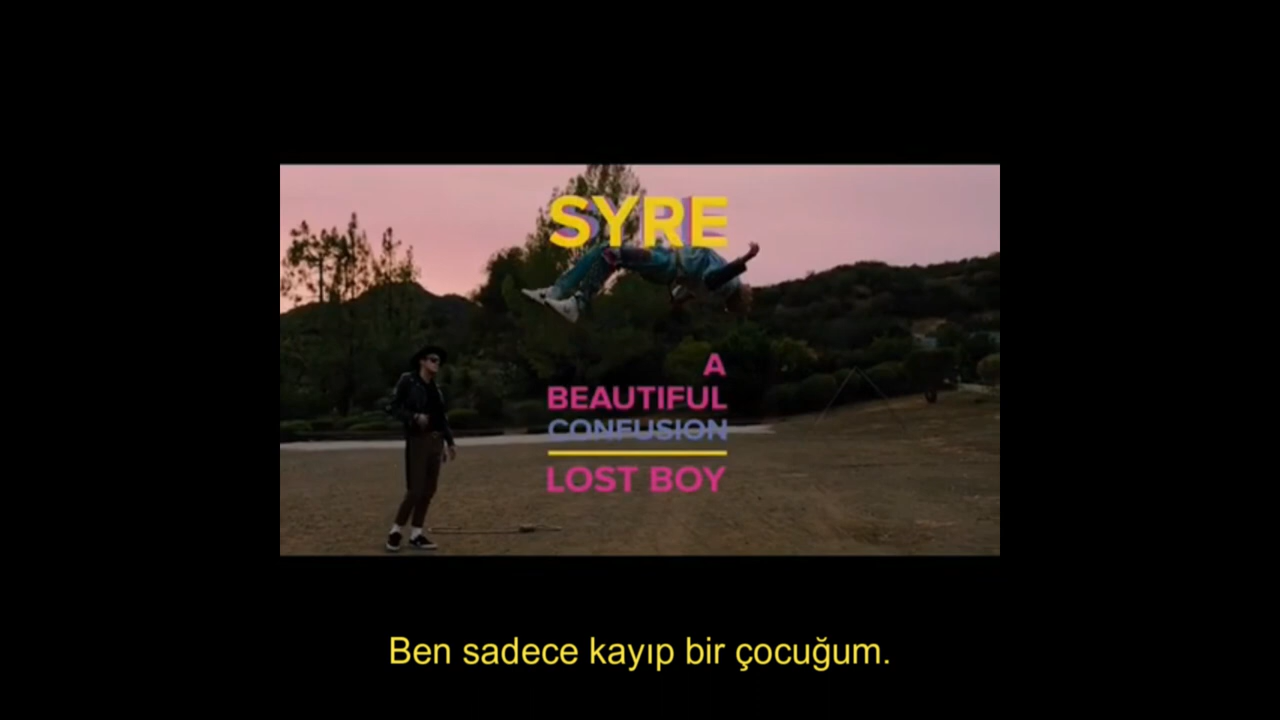 SYRE
A
BEAUTIFUL
CONFUSION
LOST BOY
Ben sadece kayıp bir çocuğum.